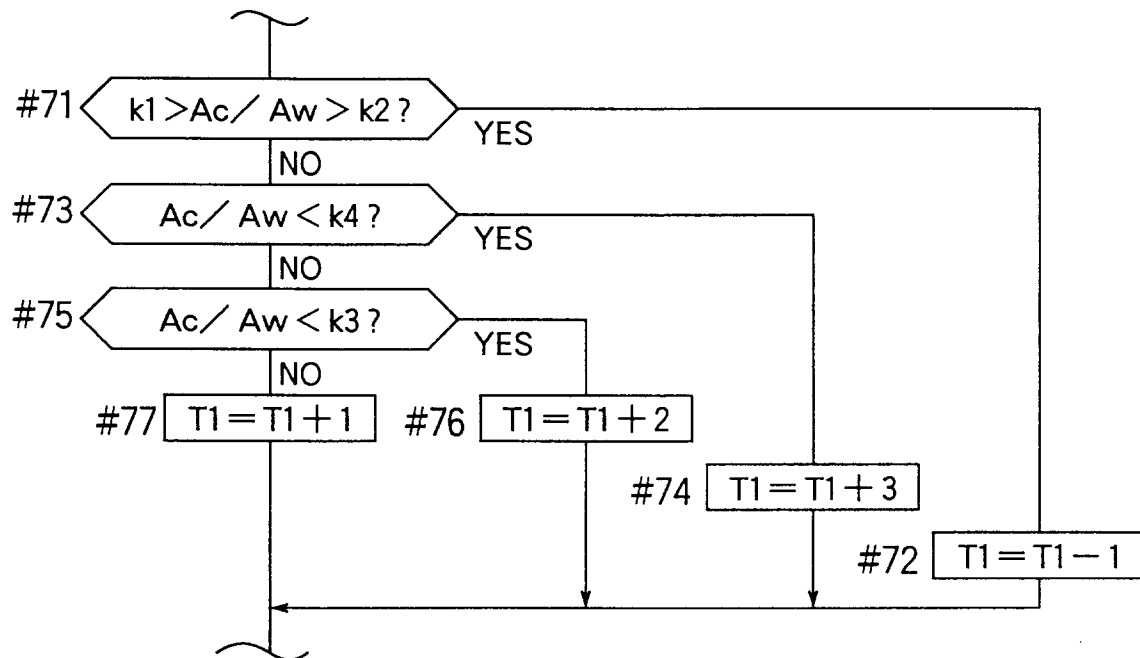 #71 k1>Ac/Aw>k2?
YES
NO
#73 Ac/Aw<k4?
YES
NO
#75 Ac/Aw<k3?
YES
NO
#77 T1=T1+1
#76 T1=T1+2
#74 T1=T1+3
#72 T1=T1-1